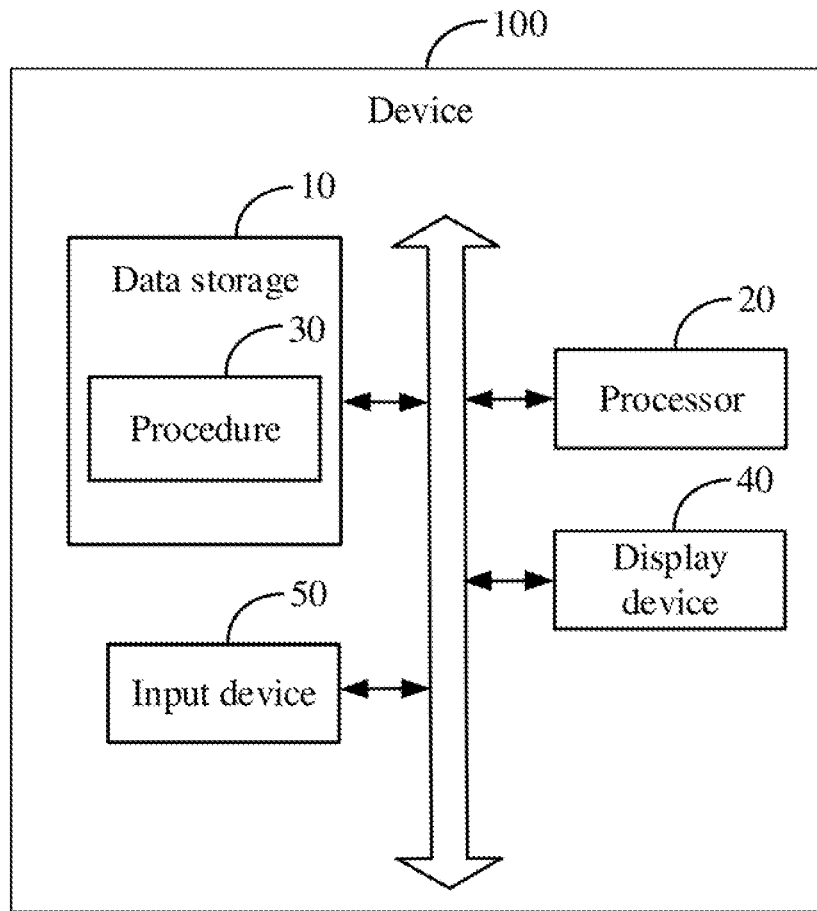 100
Device
10
Data storage
30
Procedure
20
Processor
40
Display
device
50
Input device